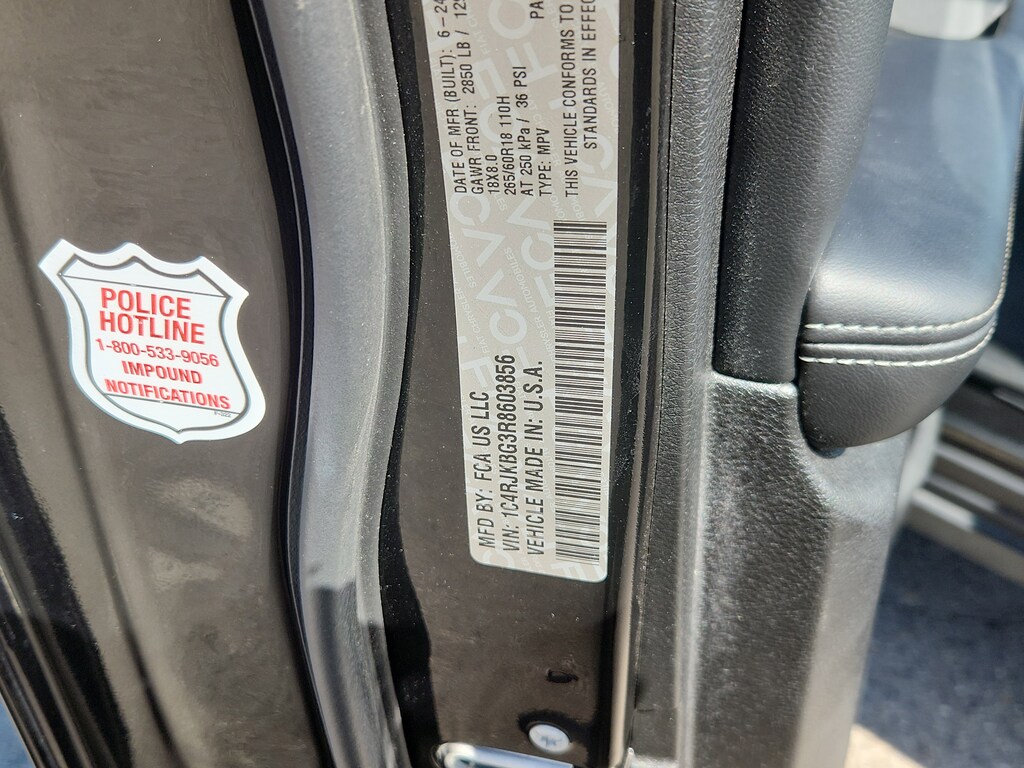 POLICE
HOTLINE
1-800-533-9056
IMPOUND
NOTIFICATIONS
MFD BY: FCA US LLC
DATE OF MFR (BUILT): 6-24
GAWR FRONT: 2850 LB /
18X8.0
265/60R18 110H
AT 250 kPa / 36 PSI
TYPE: MPV
VIN: 1C4RJKBG3R8603856
VEHICLE MADE IN: U.S.A.
THIS VEHICLE CONFORMS TO
STANDARDS IN EFFEC